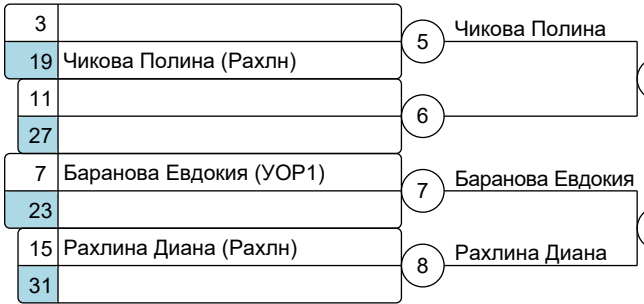 3
5 Чикова Полина
19 Чикова Полина (Рахлн)
11
6
27
7 Баранова Евдокия (УОР1)
7 Баранова Евдокия
23
15 Рахлина Диана (Рахлн)
8 Рахлина Диана
31